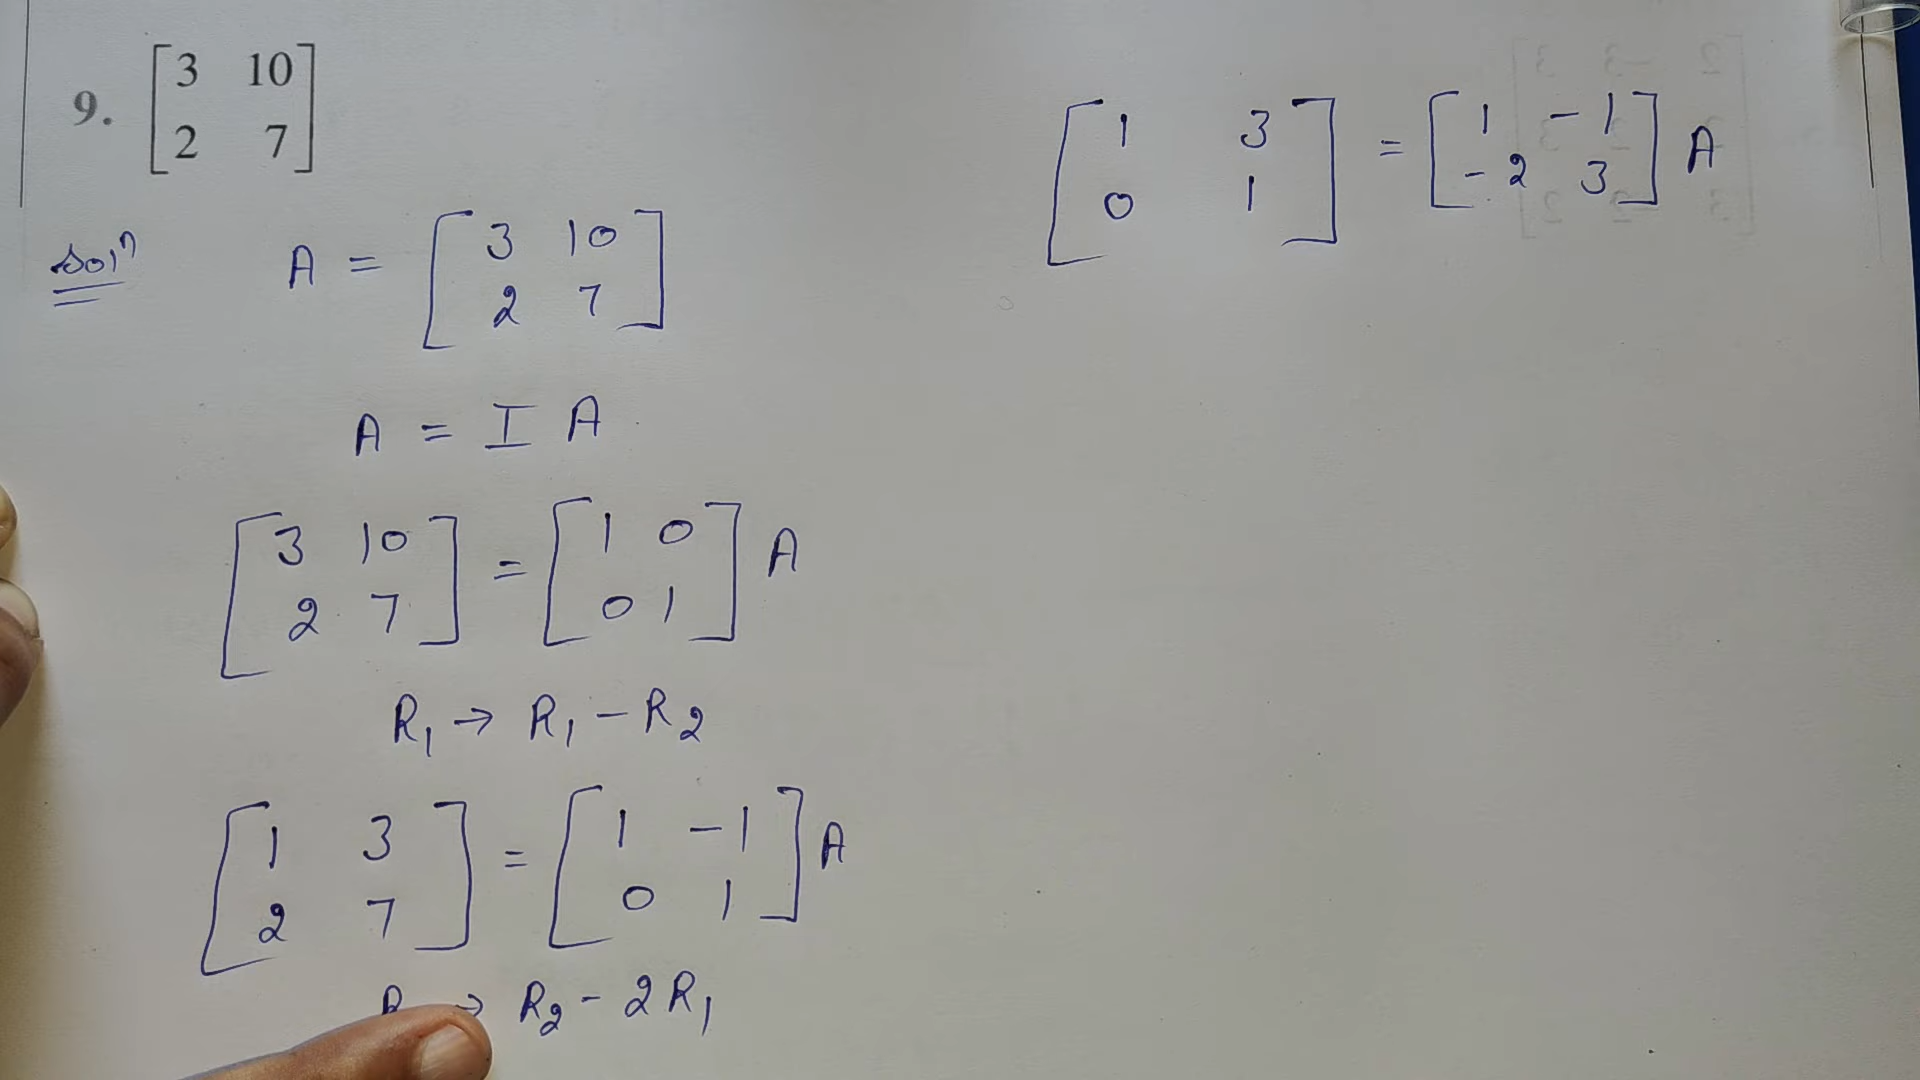 9. [3 10
2 7]
Solⁿ A = [3 10
2 7]
A = I A
[3 10
2 7] = [1 0
0 1] A
R₁ → R₁ - R₂
[1 3
2 7] = [1 -1
0 1] A
R → R₂ - 2R₁
[1 3
0 1] = [1 -1
-2 3] A